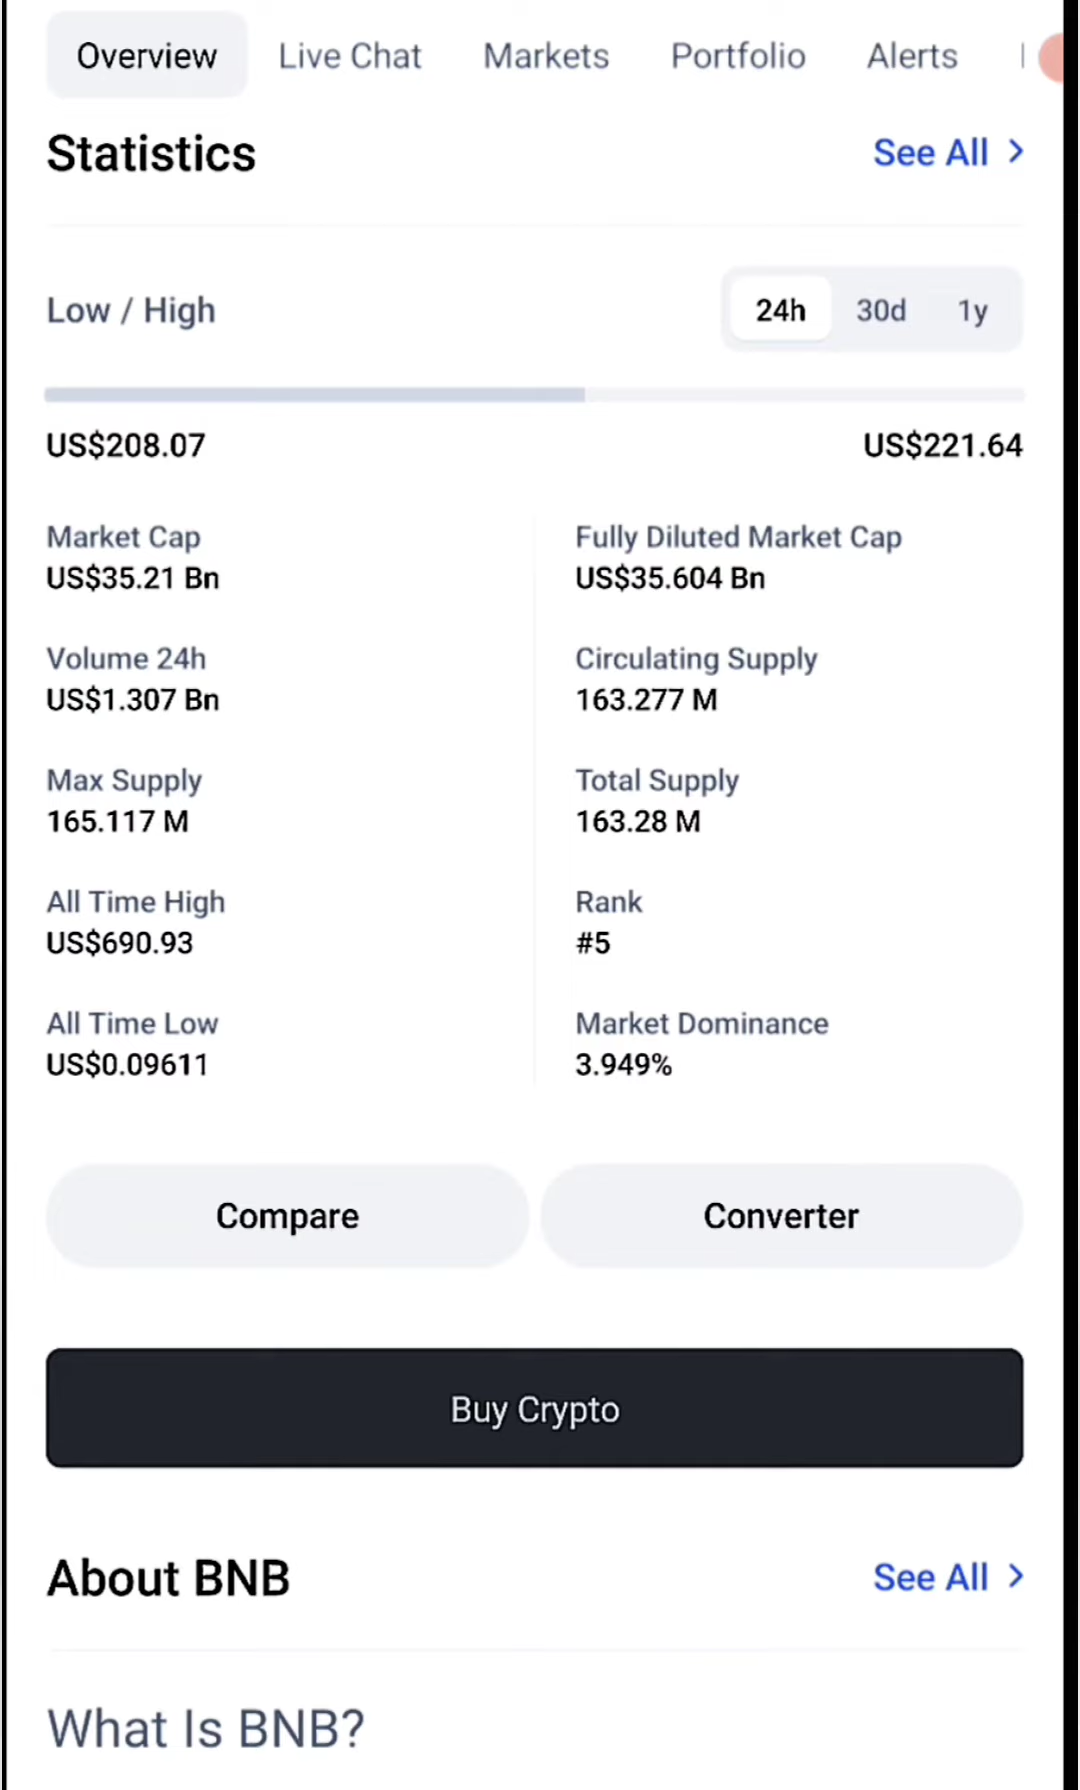 Overview Live Chat Markets Portfolio Alerts
Statistics See All
Low / High 24h 30d 1y
US$208.07 US$221.64
Market Cap Fully Diluted Market Cap
US$35.21 Bn US$35.604 Bn
Volume 24h Circulating Supply
US$1.307 Bn 163.277 M
Max Supply Total Supply
165.117 M 163.28 M
All Time High Rank
US$690.93 #5
All Time Low Market Dominance
US$0.09611 3.949%
Compare Converter
Buy Crypto
About BNB See All
What Is BNB?